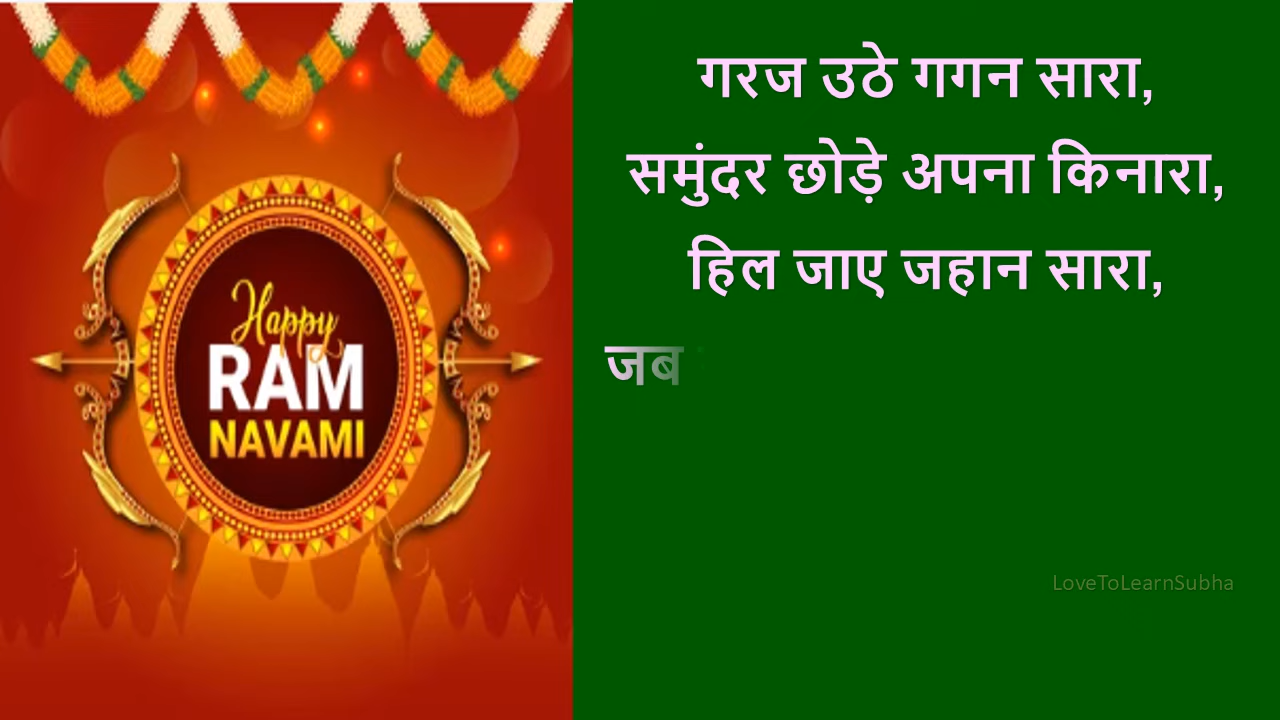 Happy
RAM
NAVAMI
गरज उठे गगन सारा,
समुंदर छोड़े अपना किनारा,
हिल जाए जहान सारा,
जब
LoveToLearnSubha